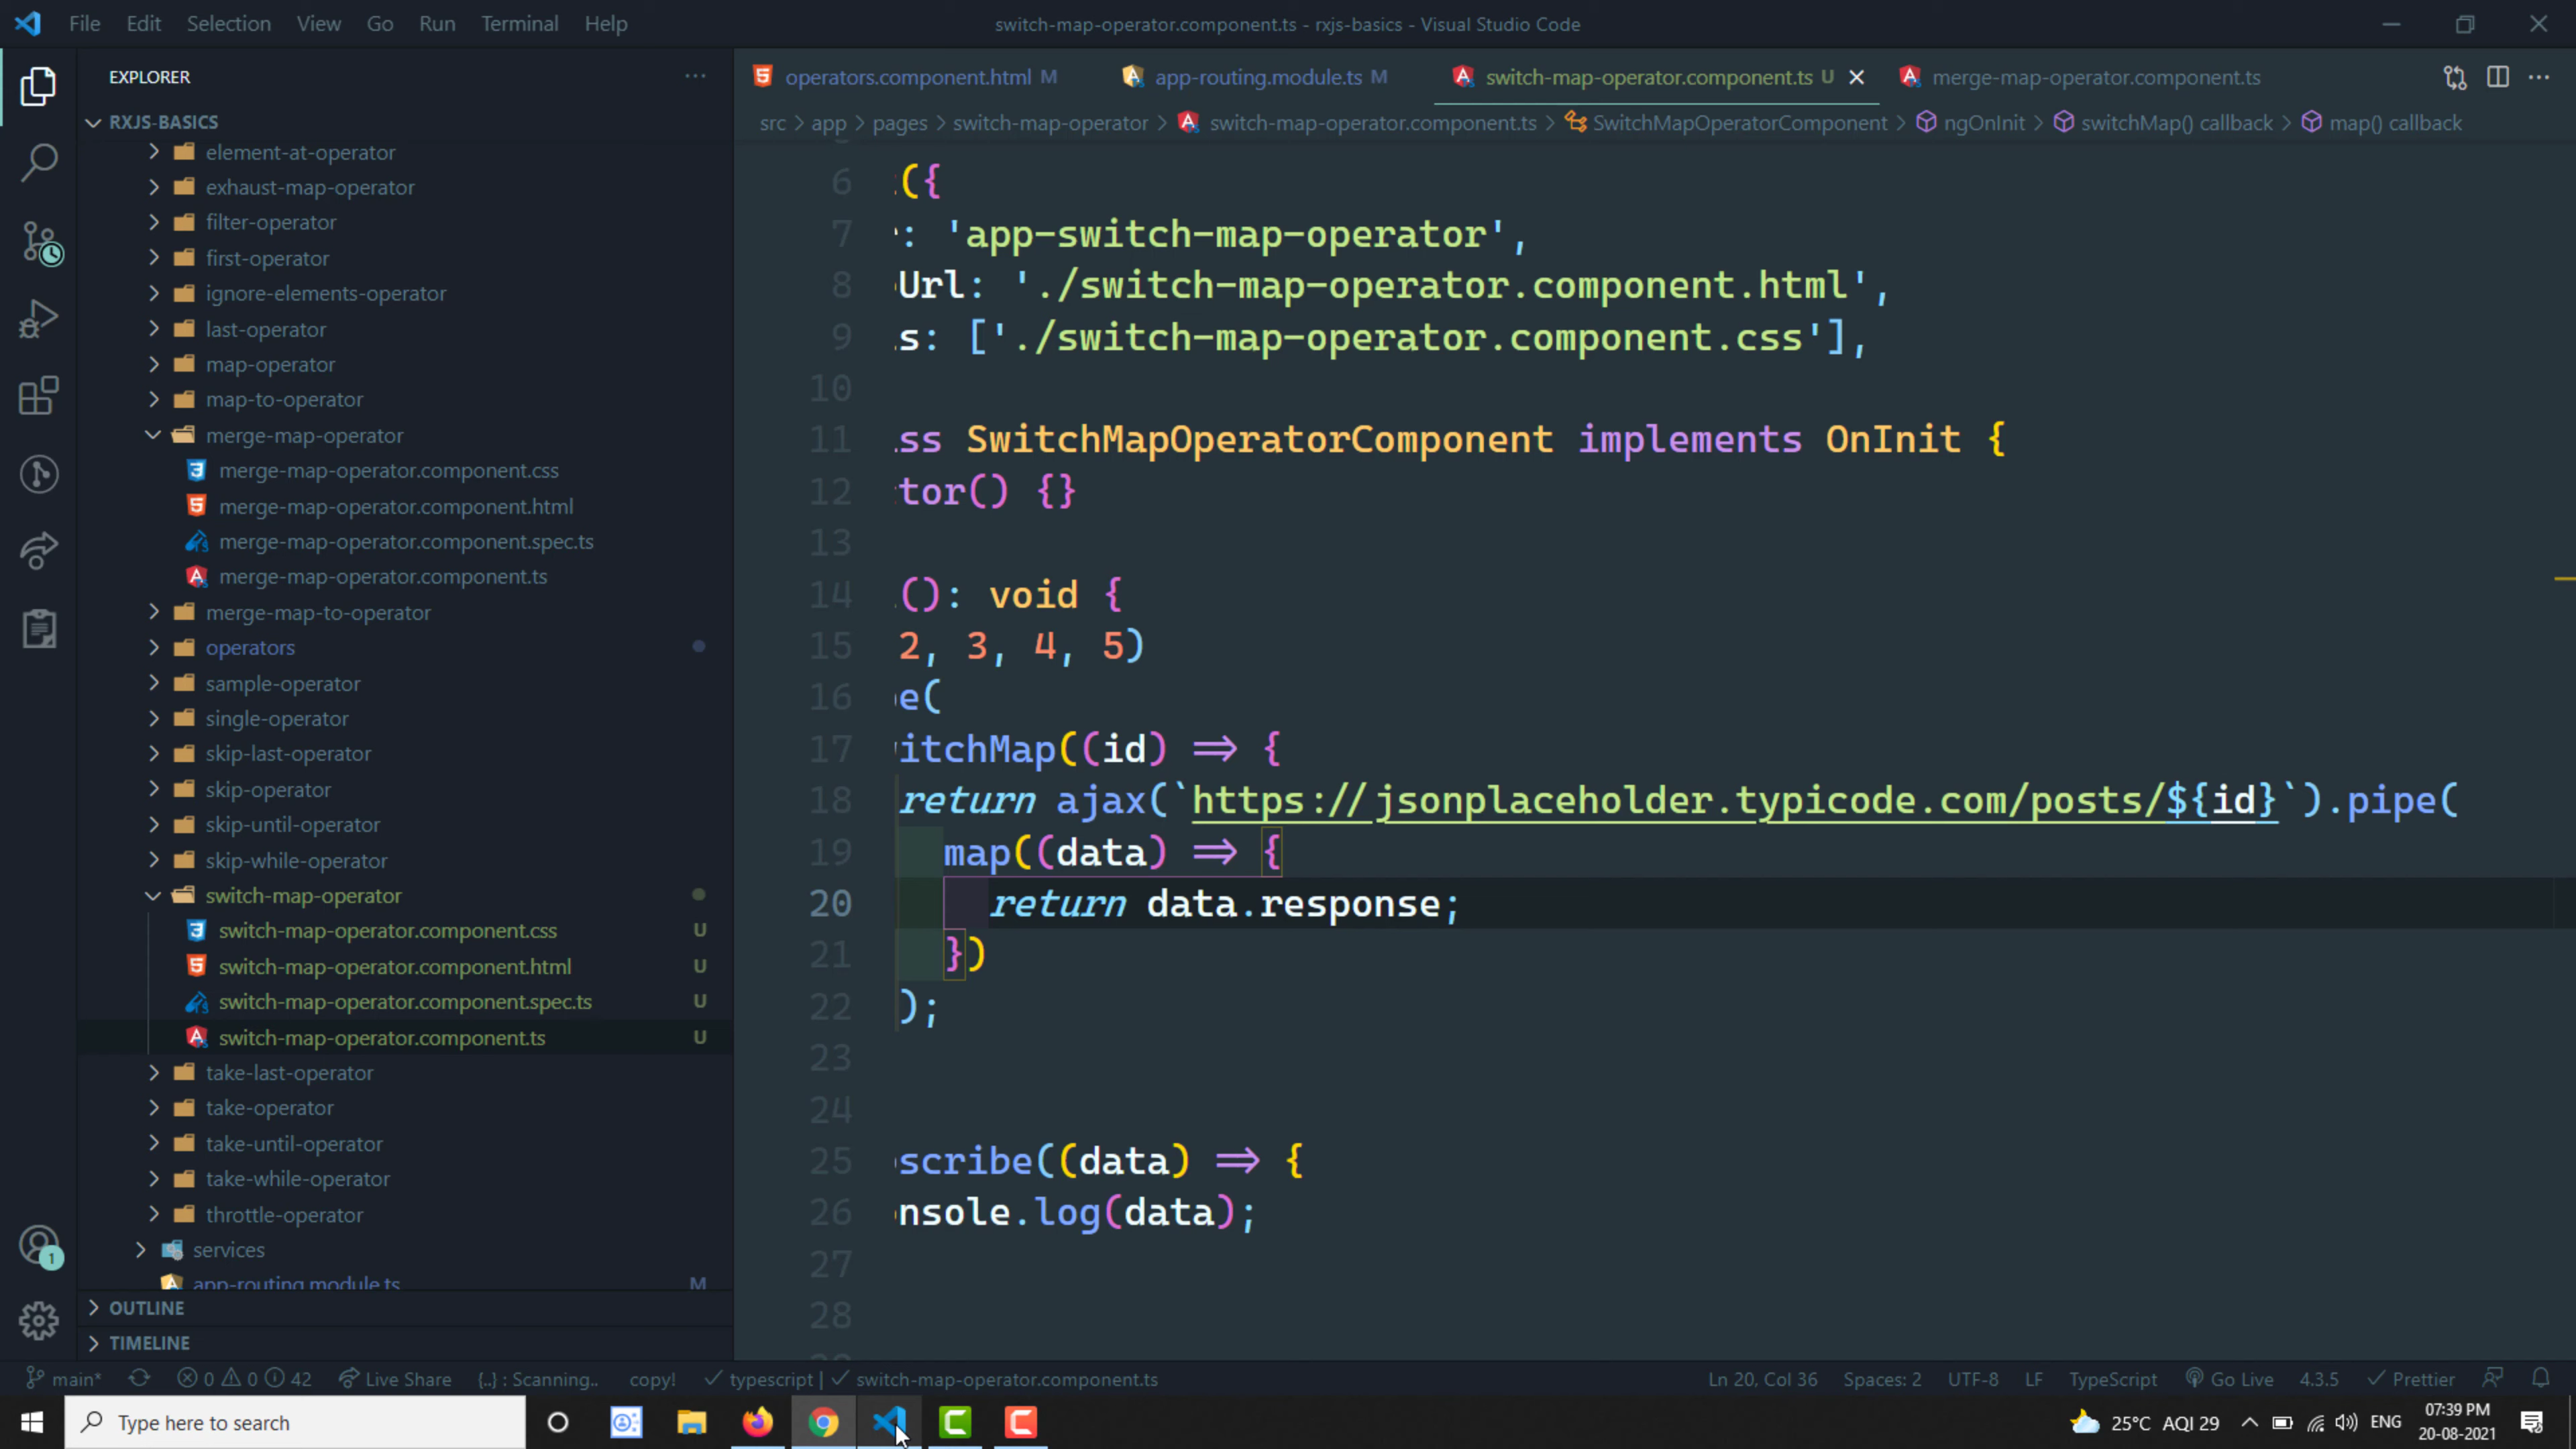 File Edit Selection View Go Run Terminal Help
switch-map-operator.component.ts - rxjs-basics - Visual Studio Code
EXPLORER
RXJS-BASICS
element-at-operator
exhaust-map-operator
filter-operator
first-operator
ignore-elements-operator
last-operator
map-operator
map-to-operator
merge-map-operator
merge-map-operator.component.css
merge-map-operator.component.html
merge-map-operator.component.spec.ts
merge-map-operator.component.ts
merge-map-to-operator
operators
sample-operator
single-operator
skip-last-operator
skip-operator
skip-until-operator
skip-while-operator
switch-map-operator
switch-map-operator.component.css U
switch-map-operator.component.html U
switch-map-operator.component.spec.ts U
switch-map-operator.component.ts U
take-last-operator
take-operator
take-until-operator
take-while-operator
throttle-operator
services
app-routing.module.ts M
OUTLINE
TIMELINE
1
operators.component.html M app-routing.module.ts M switch-map-operator.component.ts U merge-map-operator.component.ts
src > app > pages > switch-map-operator > switch-map-operator.component.ts > SwitchMapOperatorComponent > ngOnInit > switchMap() callback > map() callback
6 ({
7 : 'app-switch-map-operator',
8 Url: './switch-map-operator.component.html',
9 s: ['./switch-map-operator.component.css'],
10
11 ss SwitchMapOperatorComponent implements OnInit {
12 tor() {}
13
14 (): void {
15 2, 3, 4, 5)
16 e(
17 itchMap((id) => {
18 return ajax(`https://jsonplaceholder.typicode.com/posts/${id}`).pipe(
19 map((data) => {
20 return data.response;
21 })
22 );
23
24
25 scribe((data) => {
26 nsole.log(data);
27
28
main* 0 0 42 Live Share {..} : Scanning.. copy! typescript | switch-map-operator.component.ts Ln 20, Col 36 Spaces: 2 UTF-8 LF TypeScript Go Live 4.3.5 Prettier
Type here to search
25°C AQI 29 ENG
07:39 PM
20-08-2021